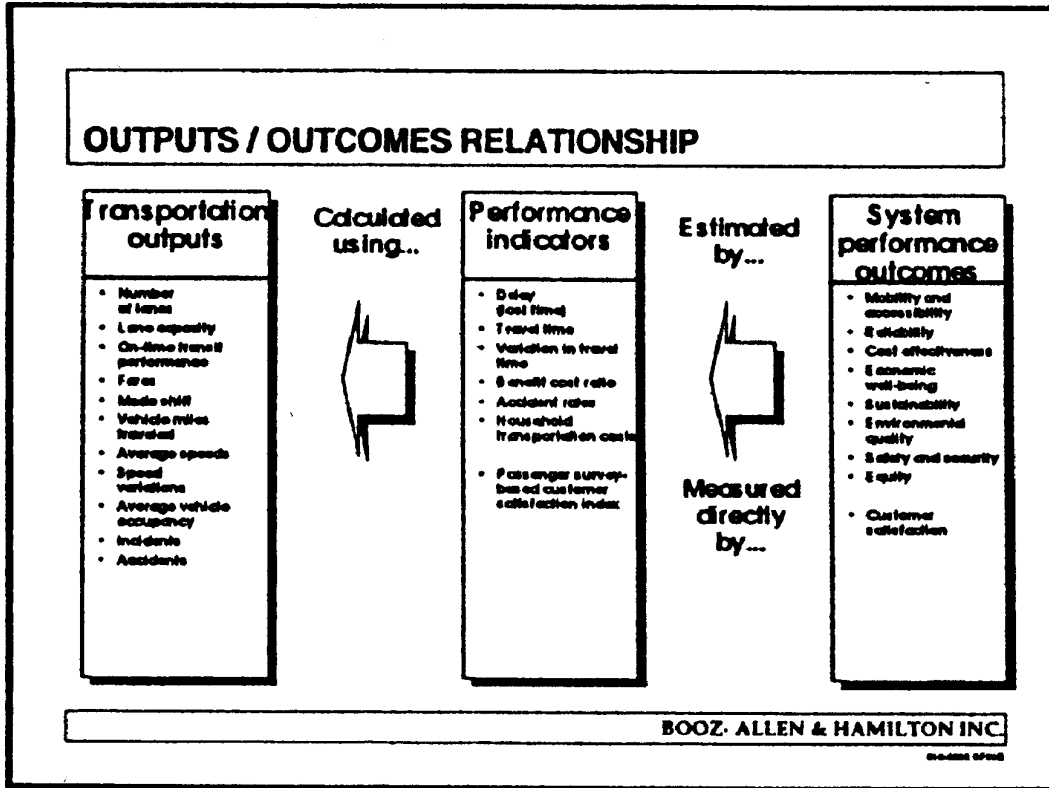 OUTPUTS / OUTCOMES RELATIONSHIP
Transportation
outputs
• Number
of lanes
• Lane capacity
• On-time transit
performance
• Fares
• Mode shift
• Vehicle miles
traveled
• Average speeds
• Speed
variations
• Average vehicle
occupancy
• Incidents
• Accidents
Calculated
using...
Performance
indicators
• Delay
(lost time)
• Travel time
• Variation in travel
time
• Benefit cost ratio
• Accident rates
• Household
transportation costs
• Passenger survey-
based customer
satisfaction index
Estimated
by...
Measured
directly
by...
System
performance
outcomes
• Mobility and
accessibility
• Reliability
• Cost effectiveness
• Economic
well-being
• Sustainability
• Environmental
quality
• Safety and security
• Equity
• Customer
satisfaction
BOOZ· ALLEN & HAMILTON INC.